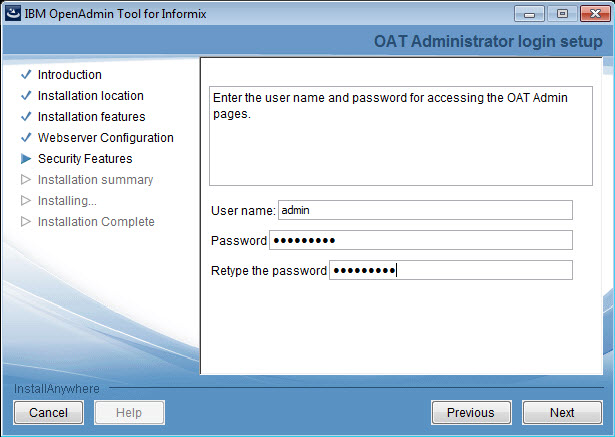 IBM OpenAdmin Tool for Informix
OAT Administrator login setup
Introduction
Installation location
Installation features
Webserver Configuration
Security Features
Installation summary
Installing...
Installation Complete
Enter the user name and password for accessing the OAT Admin
pages.
User name: admin
Password •••••••••
Retype the password •••••••••
InstallAnywhere
Cancel Help Previous Next